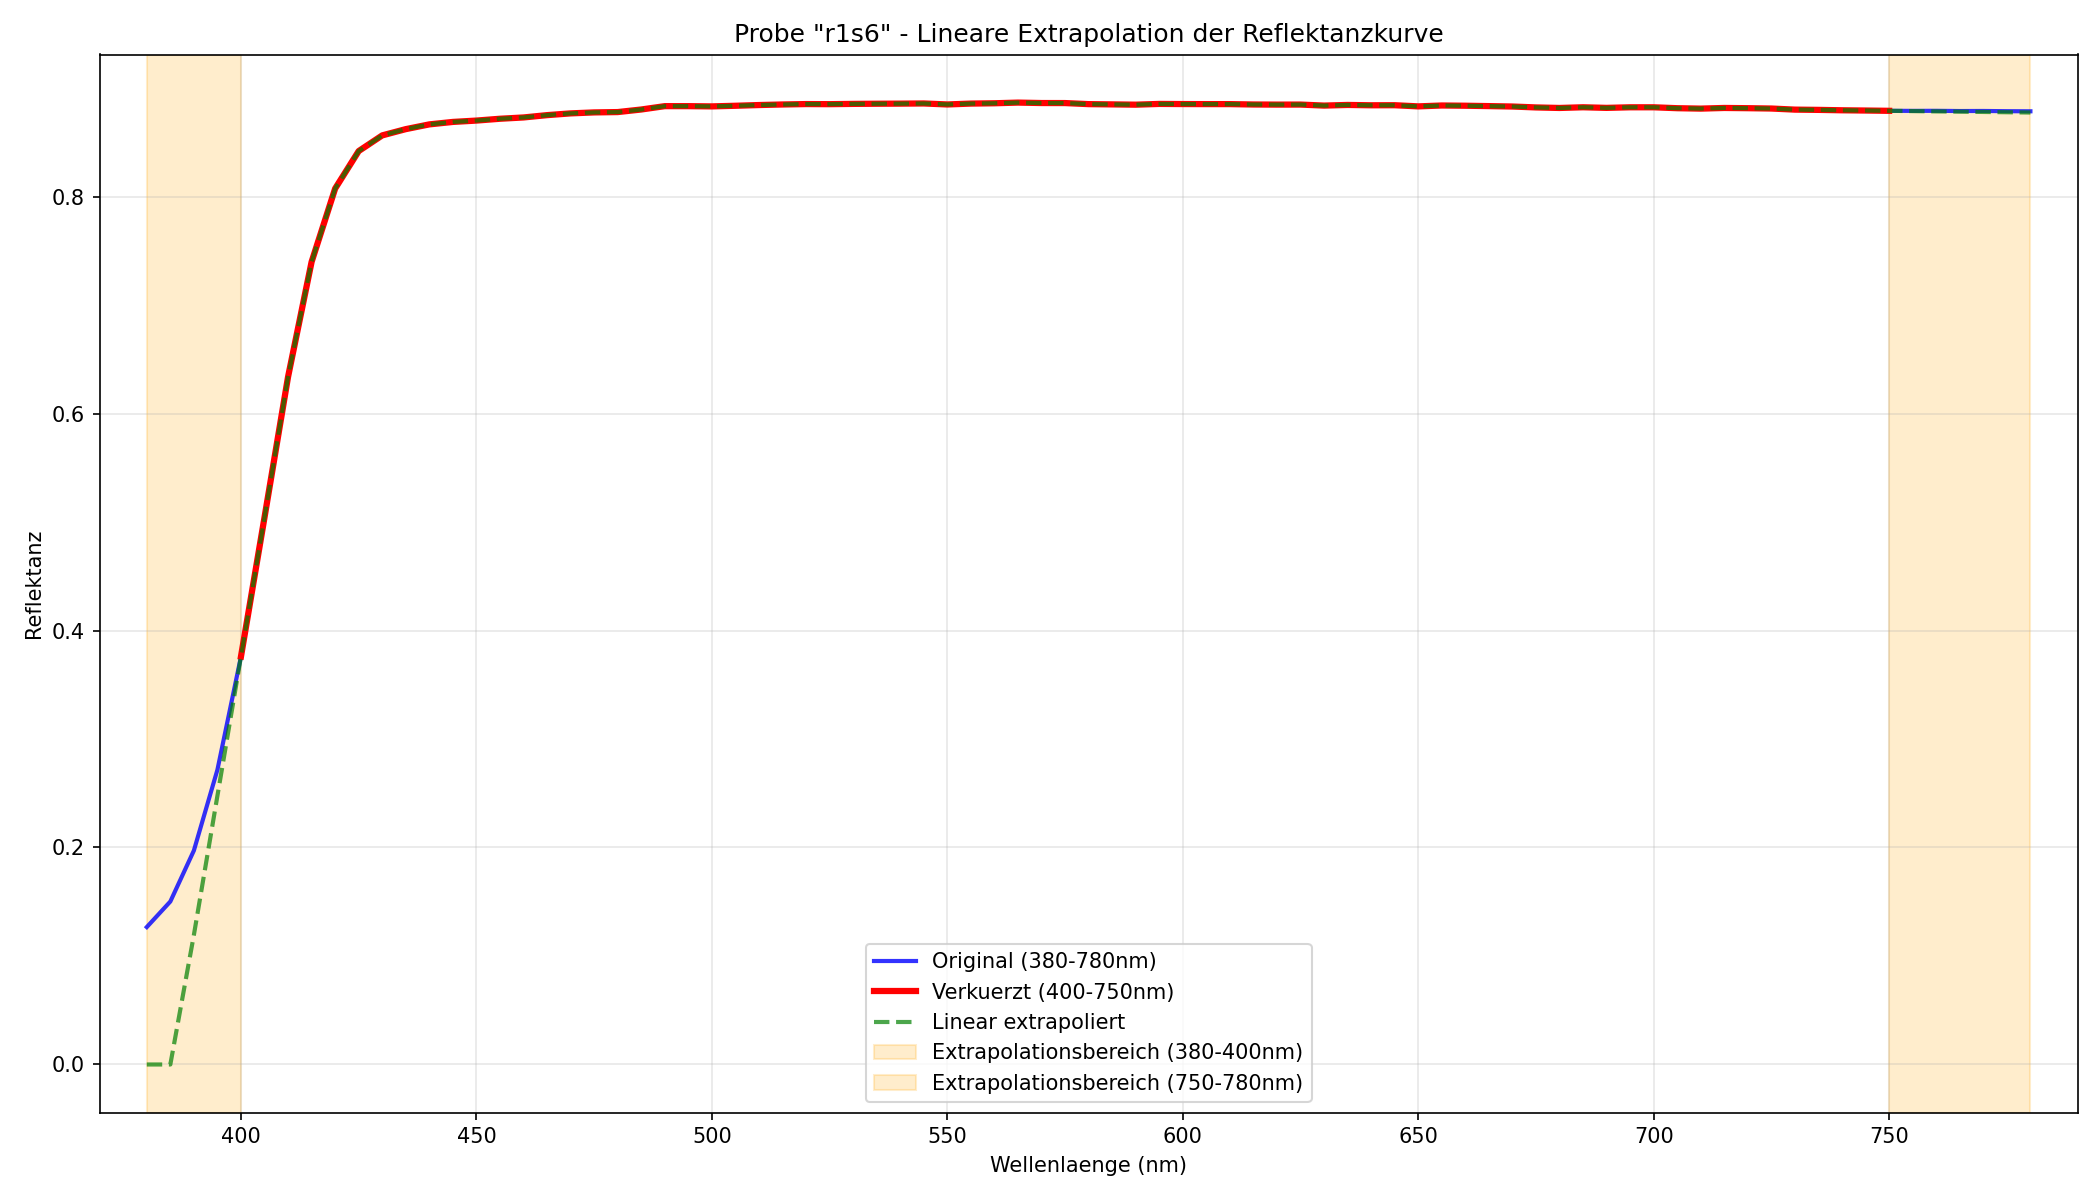 Probe "r1s6" - Lineare Extrapolation der Reflektanzkurve
Reflektanz
0.8
0.6
0.4
0.2
0.0
Original (380-780nm)
Verkuerzt (400-750nm)
Linear extrapoliert
Extrapolationsbereich (380-400nm)
Extrapolationsbereich (750-780nm)
400 450 500 550 600 650 700 750
Wellenlaenge (nm)